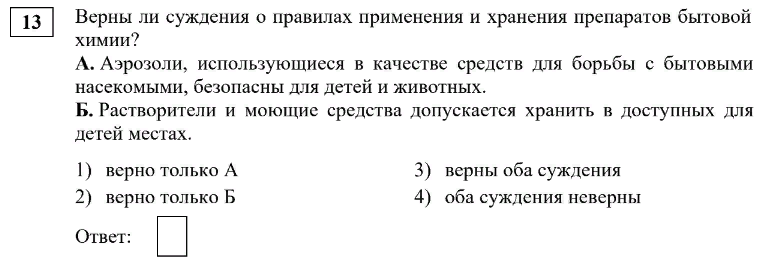 13 Верны ли суждения о правилах применения и хранения препаратов бытовой
химии?
А. Аэрозоли, использующиеся в качестве средств для борьбы с бытовыми
насекомыми, безопасны для детей и животных.
Б. Растворители и моющие средства допускается хранить в доступных для
детей местах.
1) верно только А
2) верно только Б
3) верны оба суждения
4) оба суждения неверны
Ответ: